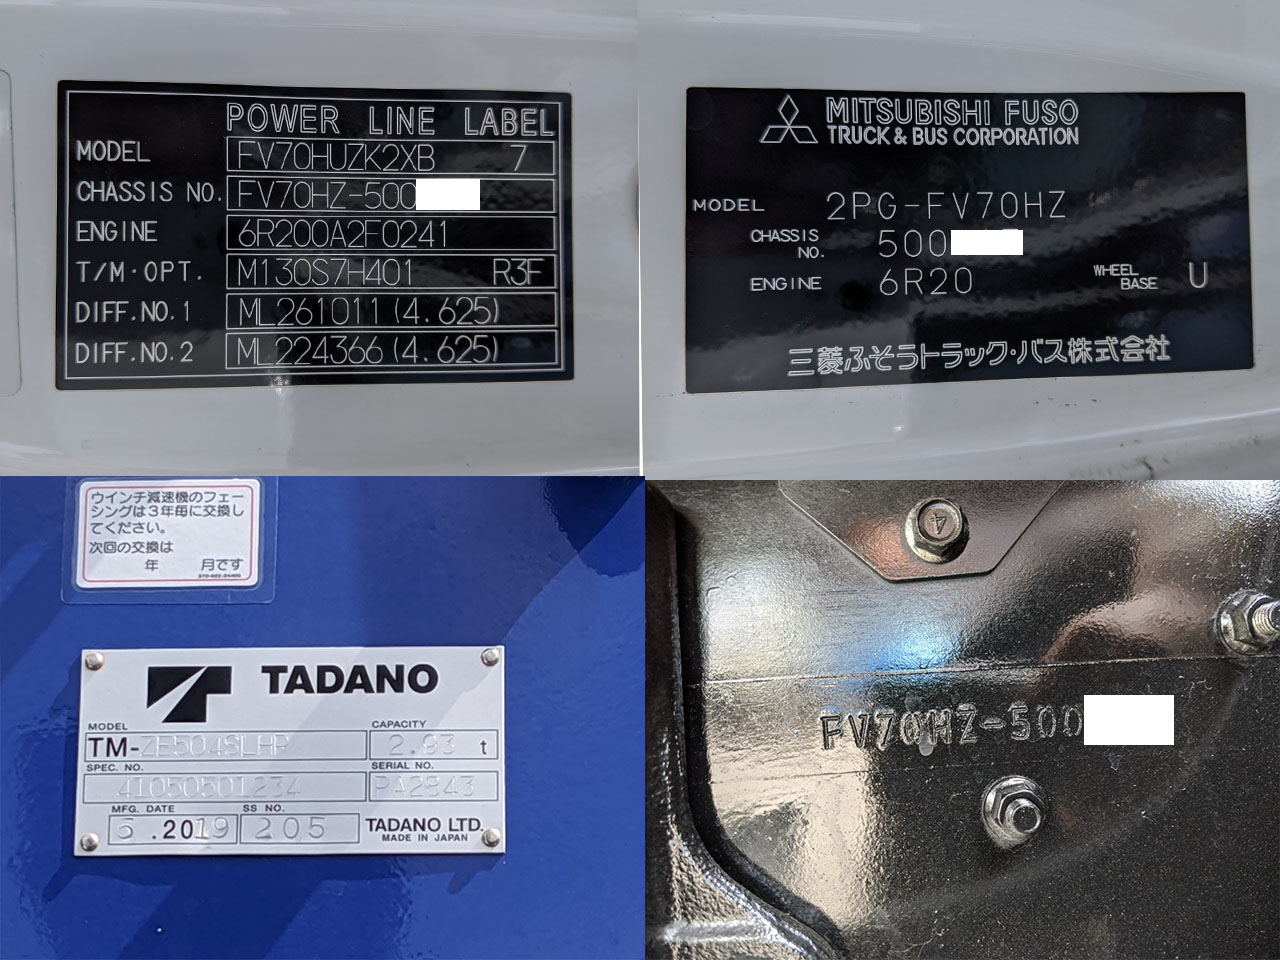 POWER LINE LABEL
MODEL FV70HUZK2XB 7
CHASSIS NO. FV70HZ-500
ENGINE 6R200A2F0241
T/M·OPT. M130S7H401 R3F
DIFF.NO.1 ML261011(4.625)
DIFF.NO.2 ML224366(4.625)
MITSUBISHI FUSO
TRUCK & BUS CORPORATION
MODEL 2PG-FV70HZ
CHASSIS NO. 500
ENGINE 6R20 WHEEL BASE U
三菱ふそうトラック・バス株式会社
ウインチ減速機のフェー
シングは3年毎に交換し
てください。
次回の交換は
年 月です
TADANO
MODEL CAPACITY
TM-ZE504SLHP 2.93 t
SPEC. NO. SERIAL NO.
41050501234 PA2843
MFG. DATE SS NO.
5 .2019 205 TADANO LTD.
MADE IN JAPAN
4
FV70HZ-500